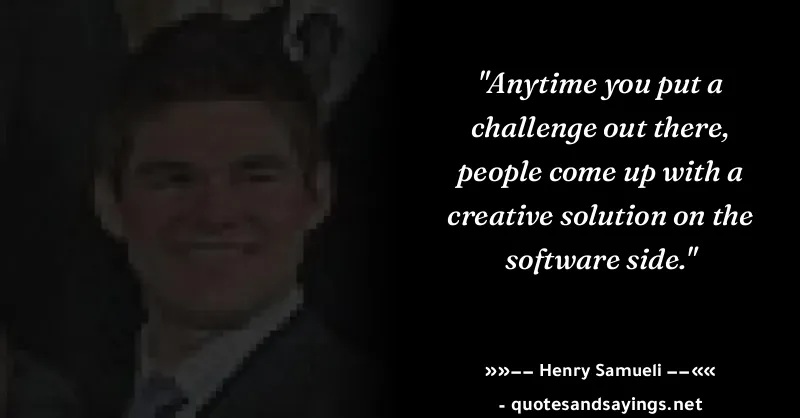 "Anytime you put a
challenge out there,
people come up with a
creative solution on the
software side."
»»–– Henry Samueli ––««
- quotesandsayings.net